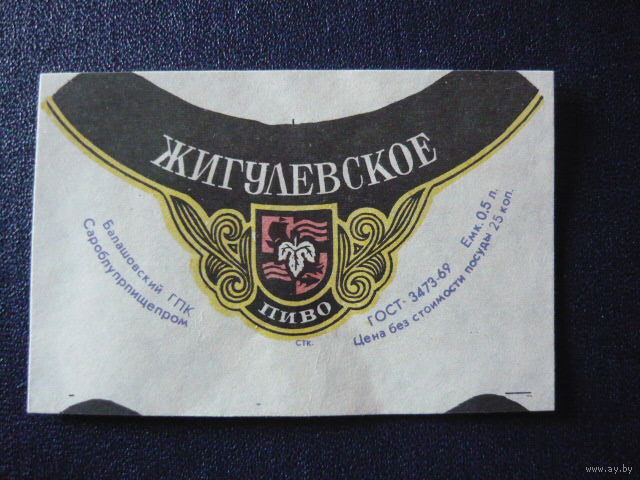 ЖИГУЛЕВСКОЕ
ПИВО
Балашовский ГПК
Сароблуprпищепром
ГОСТ- 3473-69 Емк. 0,5 л.
Цена без стоимости посуды 25 коп.
стк.
www.ay.by